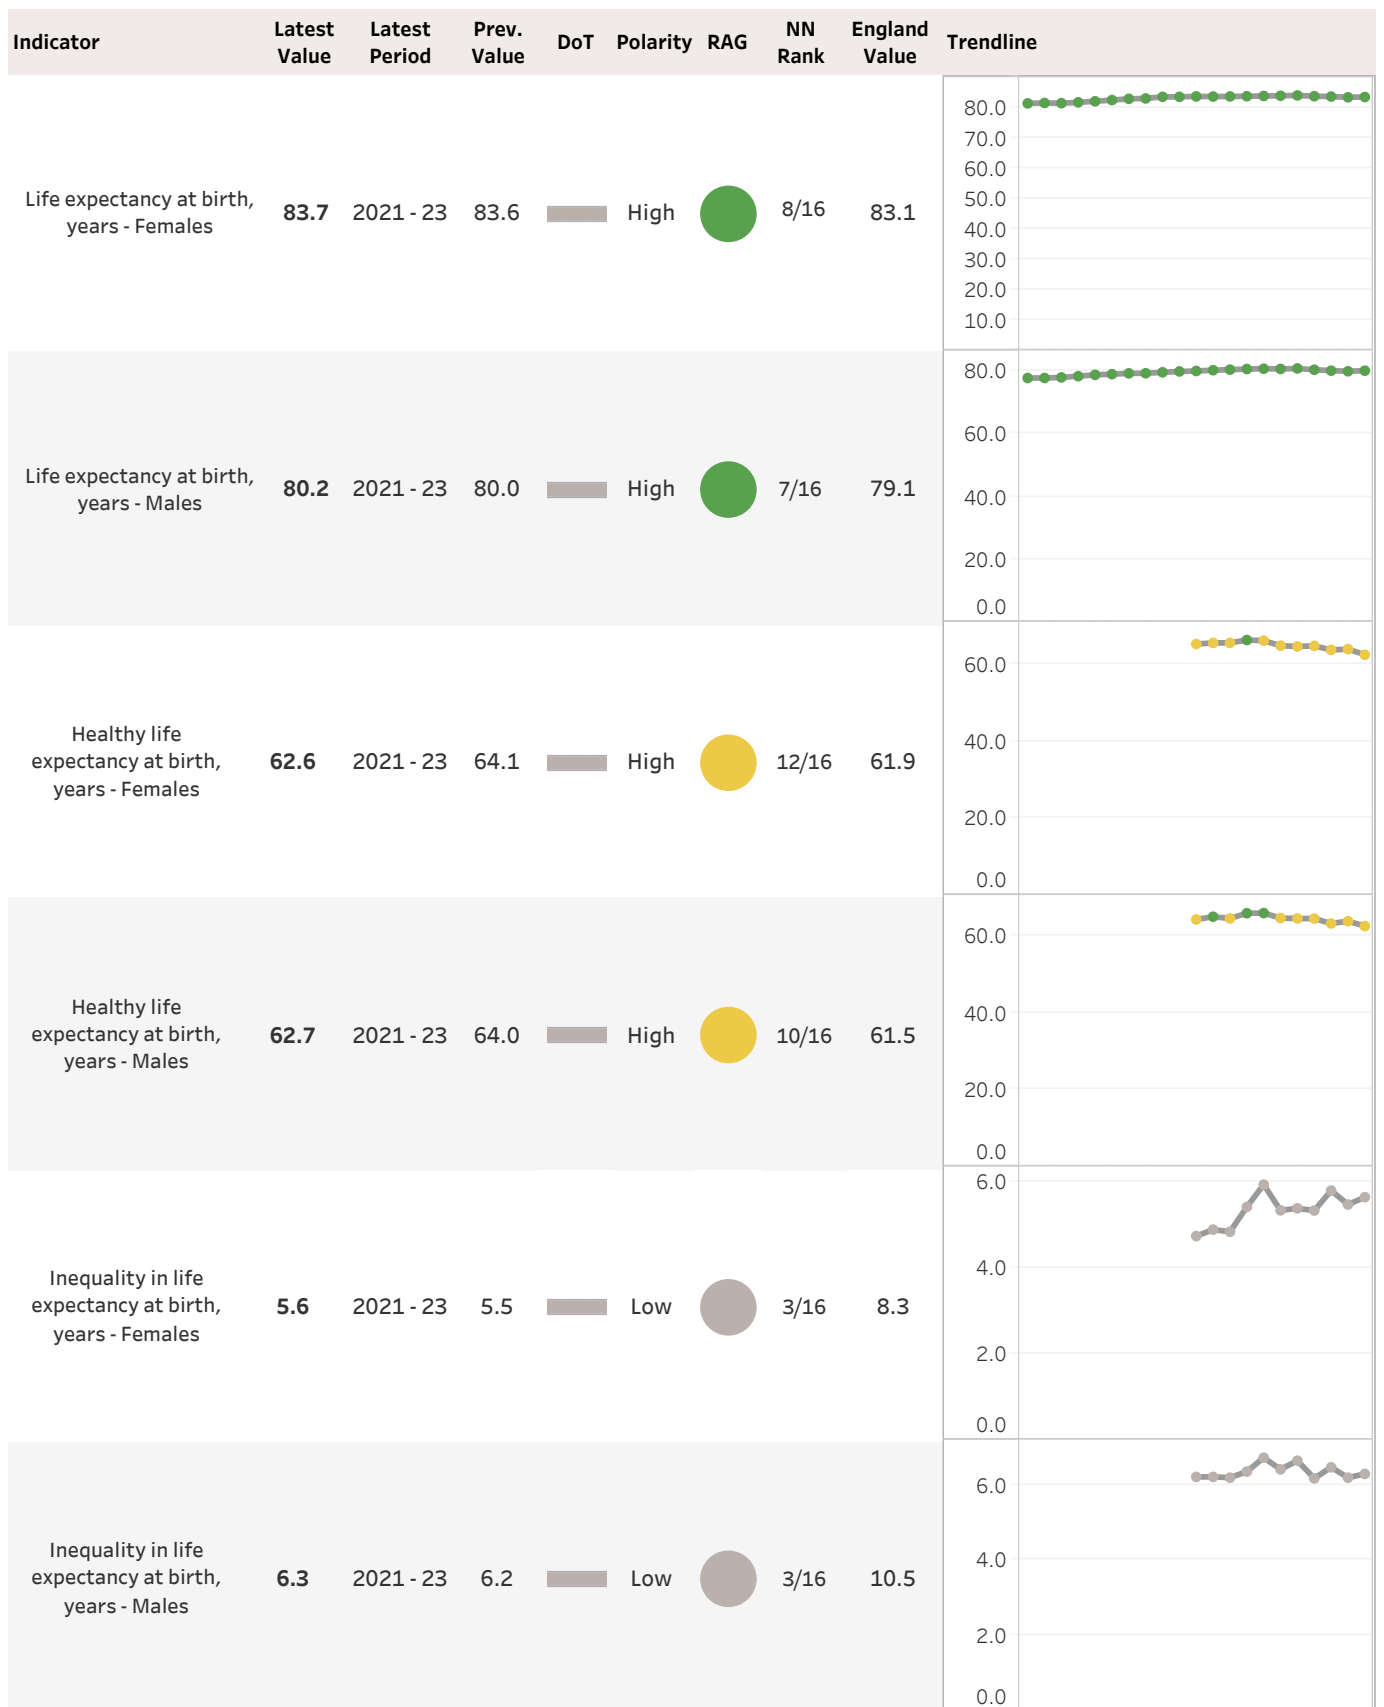 Indicator Latest Value Latest Period Prev. Value DoT Polarity RAG NN Rank England Value Trendline
Life expectancy at birth,
years - Females
83.7 2021 - 23 83.6 High 8/16 83.1
80.0
70.0
60.0
50.0
40.0
30.0
20.0
10.0
Life expectancy at birth,
years - Males
80.2 2021 - 23 80.0 High 7/16 79.1
80.0
60.0
40.0
20.0
0.0
Healthy life
expectancy at birth,
years - Females
62.6 2021 - 23 64.1 High 12/16 61.9
60.0
40.0
20.0
0.0
Healthy life
expectancy at birth,
years - Males
62.7 2021 - 23 64.0 High 10/16 61.5
60.0
40.0
20.0
0.0
Inequality in life
expectancy at birth,
years - Females
5.6 2021 - 23 5.5 Low 3/16 8.3
6.0
4.0
2.0
0.0
Inequality in life
expectancy at birth,
years - Males
6.3 2021 - 23 6.2 Low 3/16 10.5
6.0
4.0
2.0
0.0